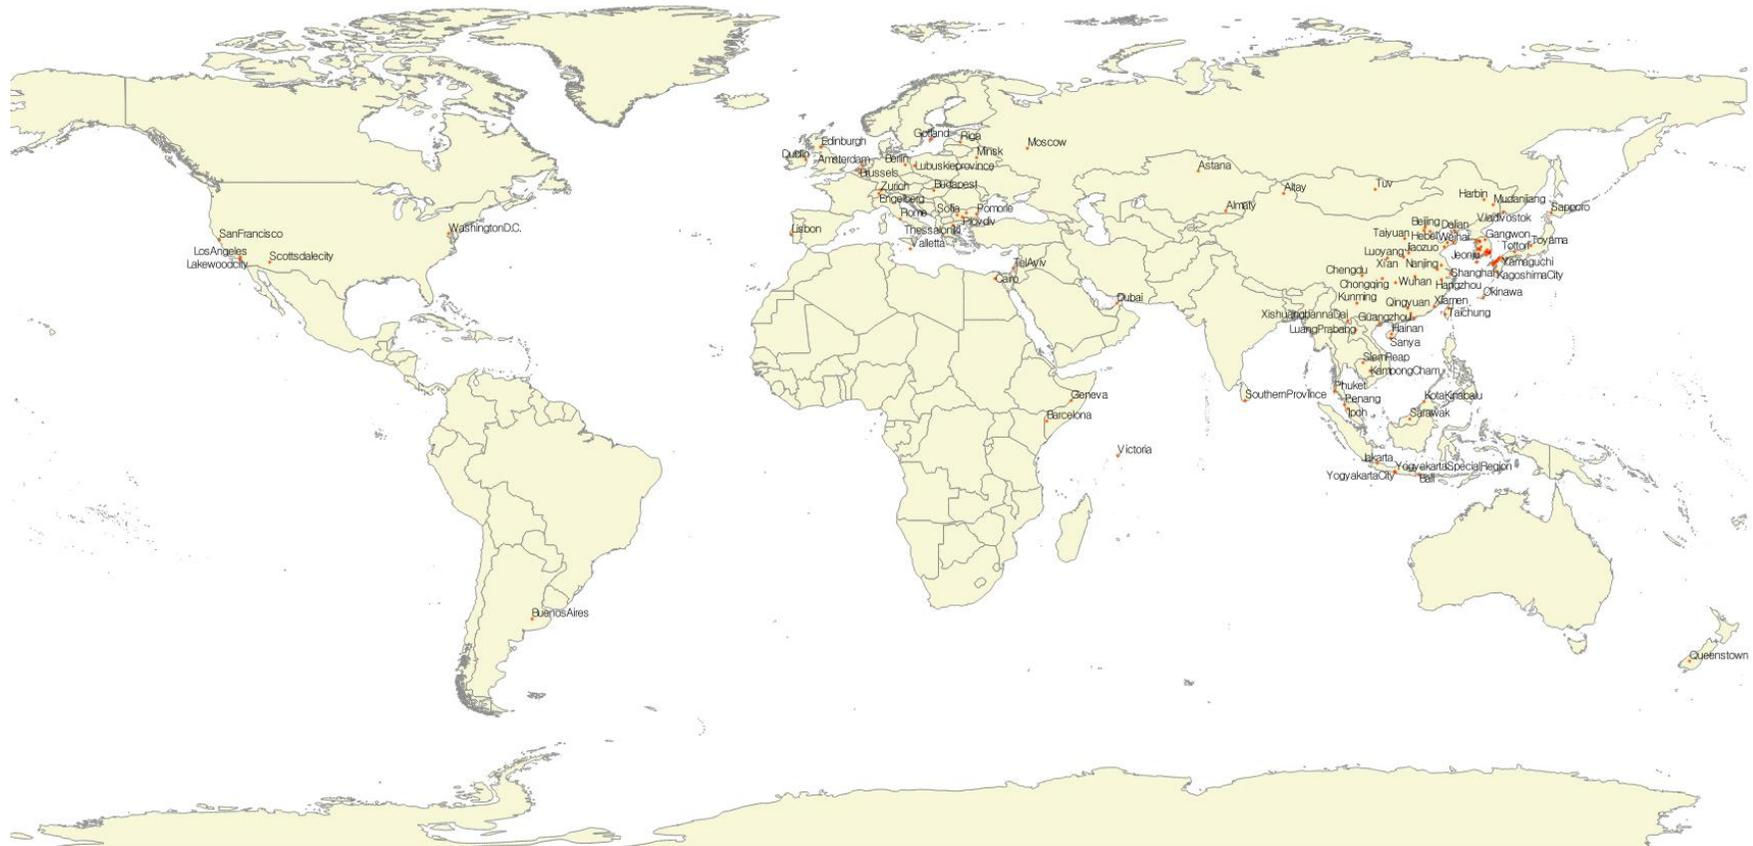 Gotland
Riga
Edinburgh
Moscow
Dublin
Amsterdam
Berlin
Minsk
Lubuskieprovince
Brussels
Astana
Zurich
Budapest
Altay
Tuv
Engelberg
Harbin
Mudanjiang
Almaty
Rome
Sofia
Pomorie
Sapporo
Plovdiv
Vladivostok
Lisbon
Thessaloniki
WashingtonD.C.
SanFrancisco
Beijing
Dalian
Taiyuan
Hebei
Weihai
Gangwon
Toyama
Valletta
Jiaozuo
Tottori
LosAngeles
Scottsdalecity
Luoyang
Jeonju
Lakewoodcity
TelAviv
Xi'an
Nanjing
Yamaguchi
Chengdu
Shanghai
KagoshimaCity
Cairo
Chongqing
Wuhan
Hangzhou
Okinawa
Dubai
Kunming
Qingyuan
Xiamen
XishuangbannaDai
Guangzhou
Taichung
LuangPrabang
Hainan
Sanya
SiemReap
KampongCham
Phuket
Geneva
SouthernProvince
Penang
KotaKinabalu
Ipoh
Sarawak
Barcelona
Victoria
Jakarta
YogyakartaSpecialRegion
YogyakartaCity
Bali
BuenosAires
Queenstown